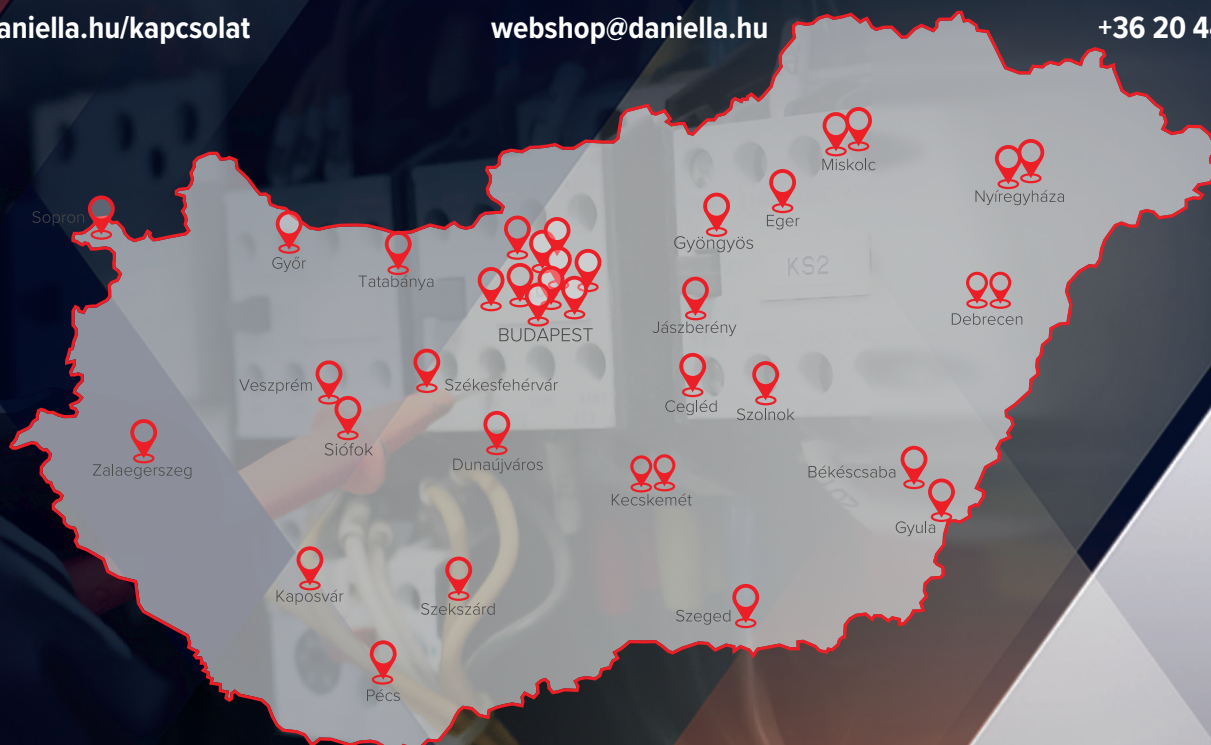 aniella.hu/kapcsolat
webshop@daniella.hu
+36 20 4
Miskolc
Nyíregyháza
Sopron
Eger
Gyöngyös
Győr
Tatabánya
KS2
Debrecen
Jászberény
BUDAPEST
Veszprém
Székesfehérvár
Cegléd
Szolnok
Siófok
Dunaújváros
Zalaegerszeg
Békéscsaba
Kecskemét
Gyula
Kaposvár
Szekszárd
Szeged
Pécs